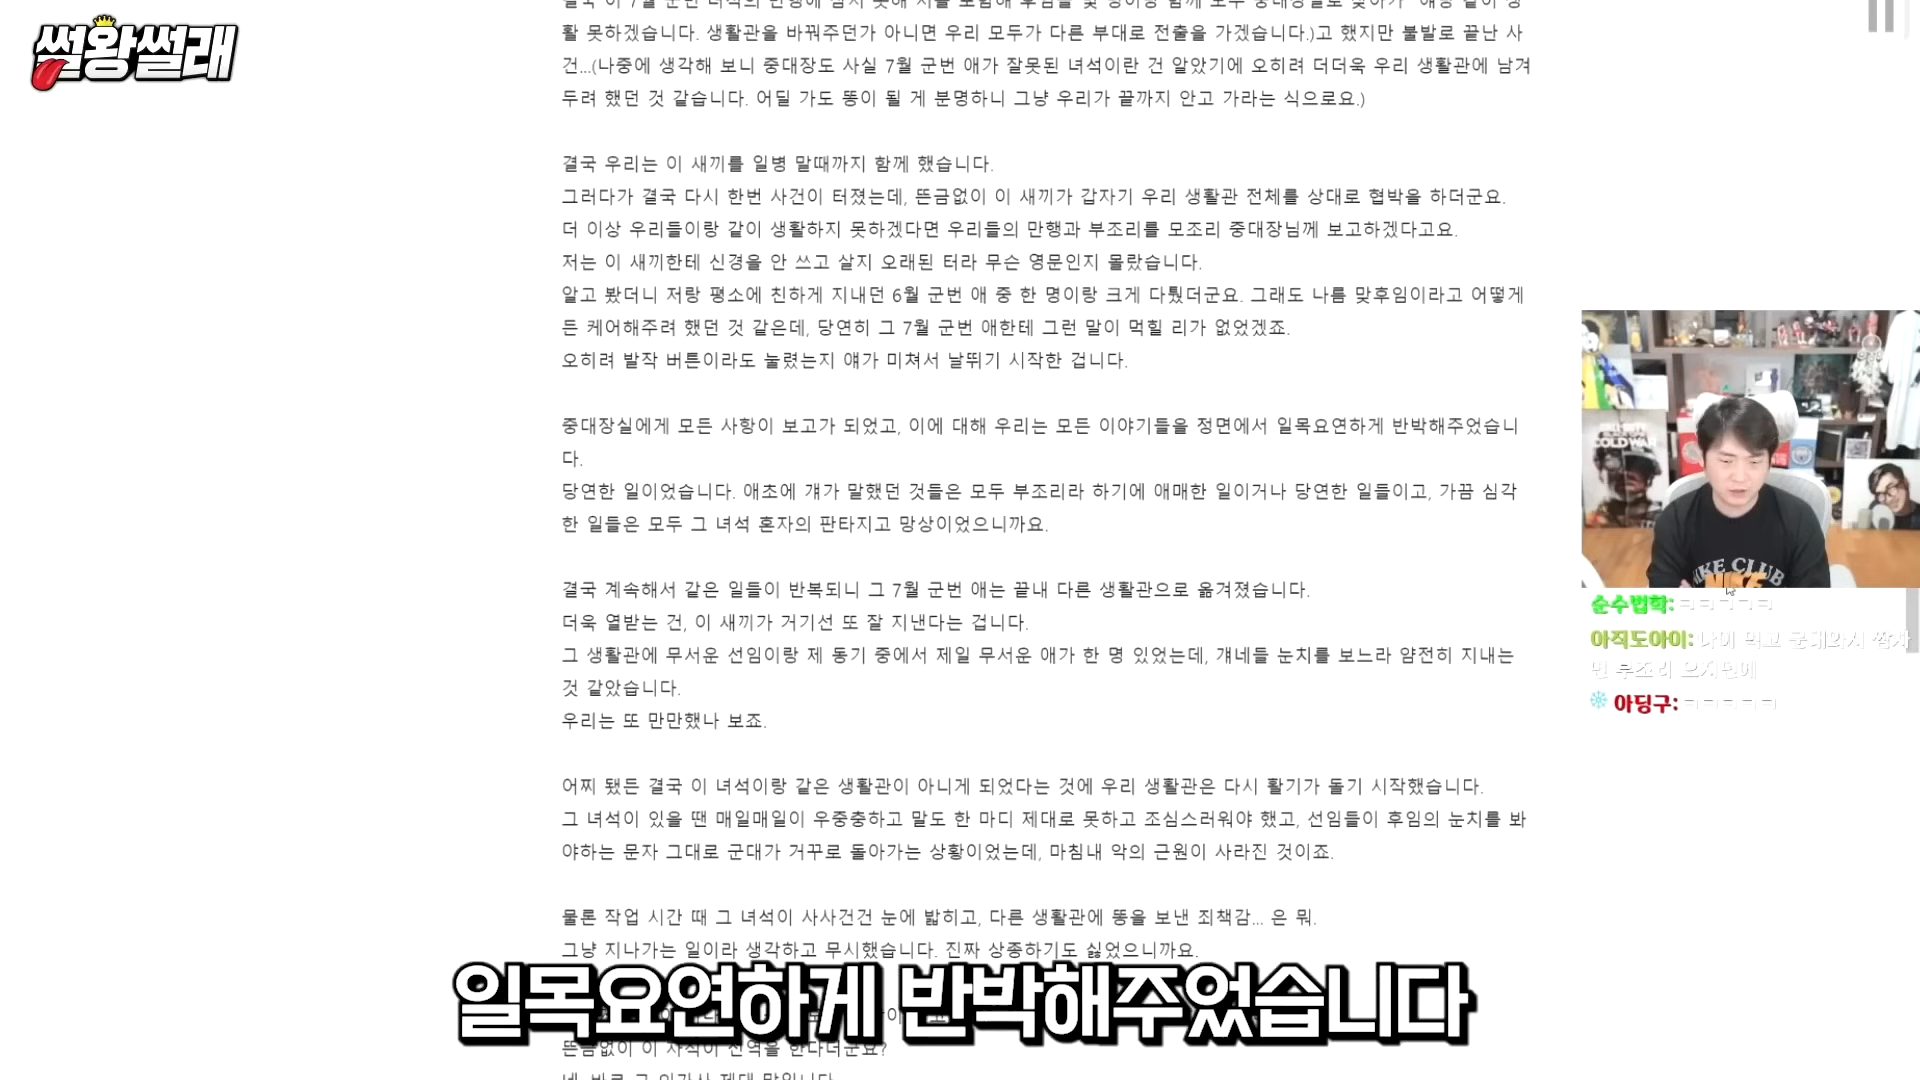 썰왕썰래
활 못하겠습니다. 생활관을 바꿔주던가 아니면 우리 모두가 다른 부대로 전출을 가겠습니다.)고 했지만 불발로 끝난 사
건...(나중에 생각해 보니 중대장도 사실 7월 군번 애가 잘못된 녀석이란 건 알았기에 오히려 더더욱 우리 생활관에 남겨
두려 했던 것 같습니다. 어딜 가도 똥이 될 게 분명하니 그냥 우리가 끝까지 안고 가라는 식으로요.)
결국 우리는 이 새끼를 일병 말때까지 함께 했습니다.
그러다가 결국 다시 한번 사건이 터졌는데, 뜬금없이 이 새끼가 갑자기 우리 생활관 전체를 상대로 협박을 하더군요.
더 이상 우리들이랑 같이 생활하지 못하겠다면 우리들의 만행과 부조리를 모조리 중대장님께 보고하겠다고요.
저는 이 새끼한테 신경을 안 쓰고 살지 오래된 터라 무슨 영문인지 몰랐습니다.
알고 봤더니 저랑 평소에 친하게 지내던 6월 군번 애 중 한 명이랑 크게 다퉜더군요. 그래도 나름 맞후임이라고 어떻게
든 케어해주려 했던 것 같은데, 당연히 그 7월 군번 애한테 그런 말이 먹힐 리가 없었겠죠.
오히려 발작 버튼이라도 눌렸는지 얘가 미쳐서 날뛰기 시작한 겁니다.
중대장실에게 모든 사항이 보고가 되었고, 이에 대해 우리는 모든 이야기들을 정면에서 일목요연하게 반박해주었습니
다.
당연한 일이었습니다. 애초에 걔가 말했던 것들은 모두 부조리라 하기에 애매한 일이거나 당연한 일들이고, 가끔 심각
한 일들은 모두 그 녀석 혼자의 판타지고 망상이었으니까요.
결국 계속해서 같은 일들이 반복되니 그 7월 군번 애는 끝내 다른 생활관으로 옮겨졌습니다.
더욱 열받는 건, 이 새끼가 거기선 또 잘 지낸다는 겁니다.
그 생활관에 무서운 선임이랑 제 동기 중에서 제일 무서운 애가 한 명 있었는데, 걔네들 눈치를 보느라 얌전히 지내는
것 같았습니다.
우리는 또 만만했나 보죠.
어찌 됐든 결국 이 녀석이랑 같은 생활관이 아니게 되었다는 것에 우리 생활관은 다시 활기가 돌기 시작했습니다.
그 녀석이 있을 땐 매일매일이 우중충하고 말도 한 마디 제대로 못하고 조심스러워야 했고, 선임들이 후임의 눈치를 봐
야하는 문자 그대로 군대가 거꾸로 돌아가는 상황이었는데, 마침내 악의 근원이 사라진 것이죠.
물론 작업 시간 때 그 녀석이 사사건건 눈에 밟히고, 다른 생활관에 똥을 보낸 죄책감... 은 뭐.
그냥 지나가는 일이라 생각하고 무시했습니다. 진짜 상종하기도 싫었으니까요.
일목요연하게 반박해주었습니다
COLD WAR
NIKE CLUB
NIKE
순수법학: ㅋㅋㅋㅋㅋ
아직도아이: 나이 먹고 군대와서
아딩구: ㅋㅋㅋㅋㅋ